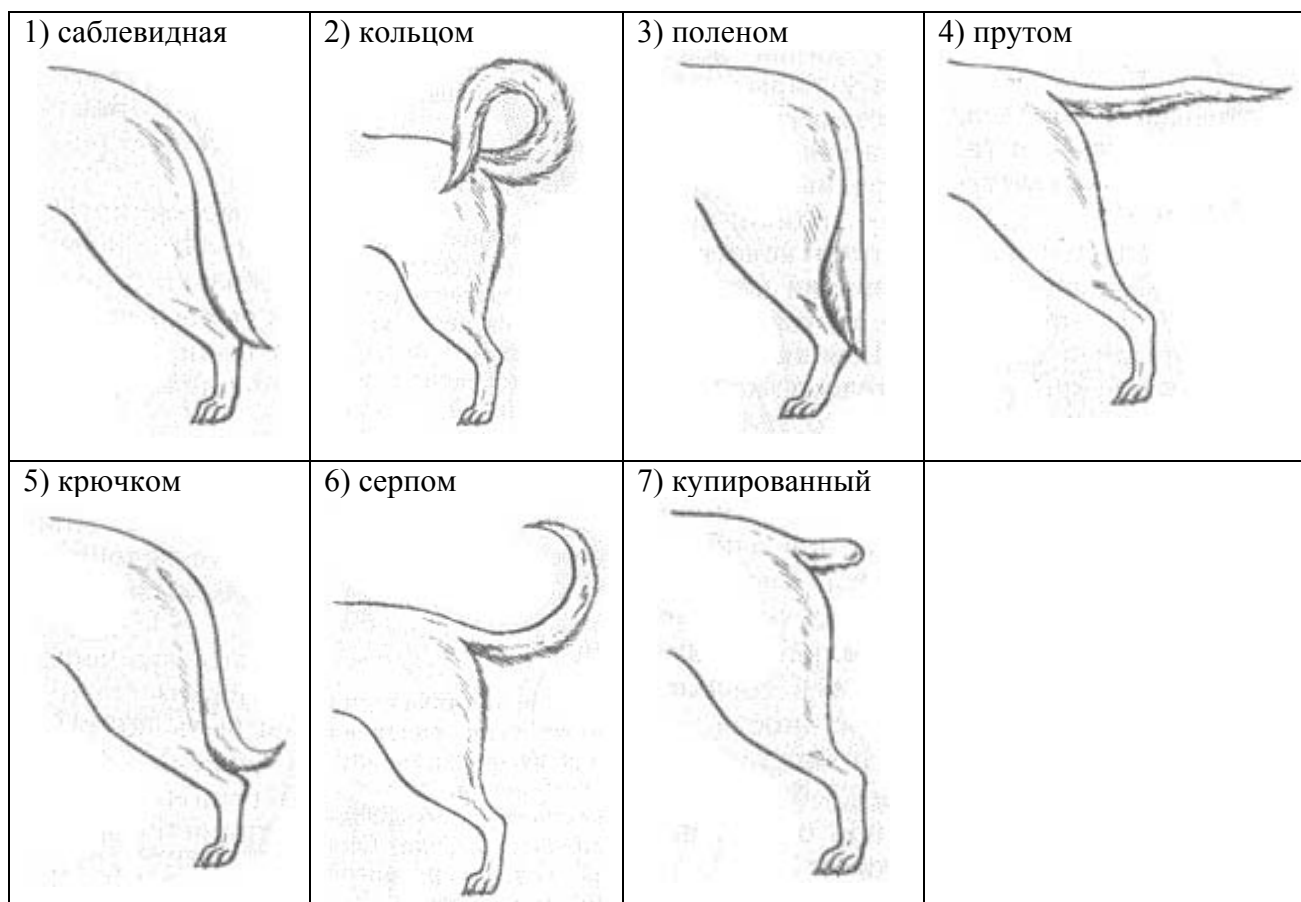 1) саблевидная
2) кольцом
3) поленом
4) прутом
5) крючком
6) серпом
7) купированный